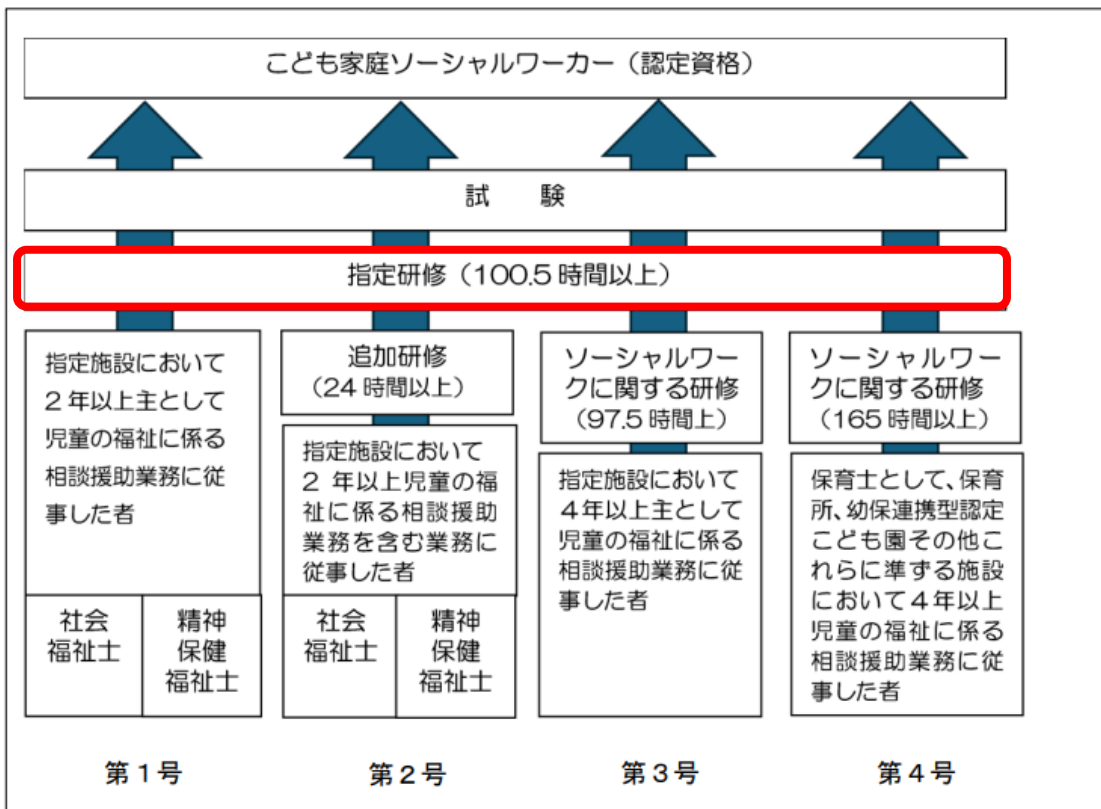 こども家庭ソーシャルワーカー（認定資格）
試　験
指定研修（100.5 時間以上）
指定施設において
２年以上主として
児童の福祉に係る
相談援助業務に従
事した者
社会
福祉士
精神
保健
福祉士
追加研修
（24 時間以上）
指定施設において
２年以上児童の福
祉に係る相談援助
業務を含む業務に
従事した者
社会
福祉士
精神
保健
福祉士
ソーシャルワー
クに関する研修
（97.5 時間上）
指定施設において
４年以上主として
児童の福祉に係る
相談援助業務に従
事した者
ソーシャルワー
クに関する研修
（165 時間以上）
保育士として、保育
所、幼保連携型認定
こども園その他こ
れらに準ずる施設
において４年以上
児童の福祉に係る
相談援助業務に従
事した者
第１号
第２号
第３号
第４号